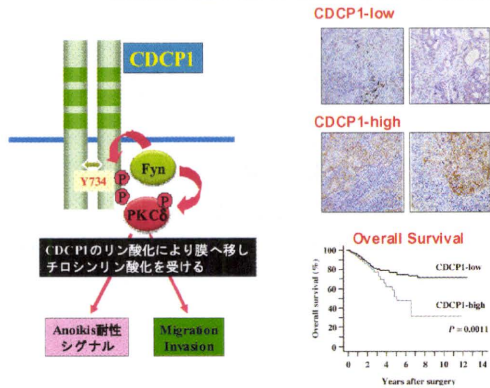 CDCP1
Fyn
Y734
P
P
P
PKCδ
CDCP1のリン酸化により膜へ移し
チロシンリン酸化を受ける
Anoikis耐性
シグナル
Migration
Invasion
CDCP1-low
CDCP1-high
Overall Survival
Overall survival (%)
100
80
60
40
20
0
CDCP1-low
CDCP1-high
P = 0.0011
0 2 4 6 8 10 12 14
Years after surgery